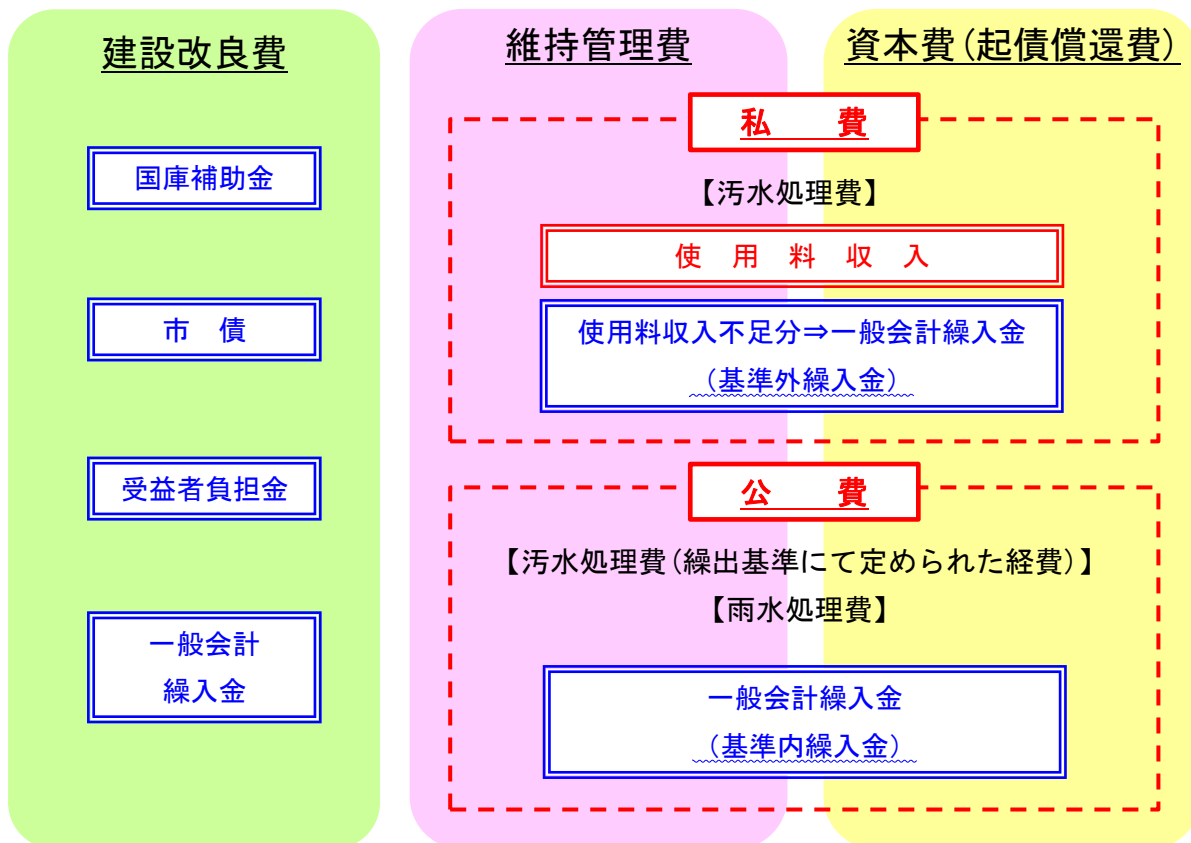 建設改良費
国庫補助金
市　債
受益者負担金
一般会計
繰入金
維持管理費
資本費(起債償還費)
私　　費
【汚水処理費】
使　用　料　収　入
使用料収入不足分⇒一般会計繰入金
(基準外繰入金)
公　　費
【汚水処理費(繰出基準にて定められた経費)】
【雨水処理費】
一般会計繰入金
(基準内繰入金)